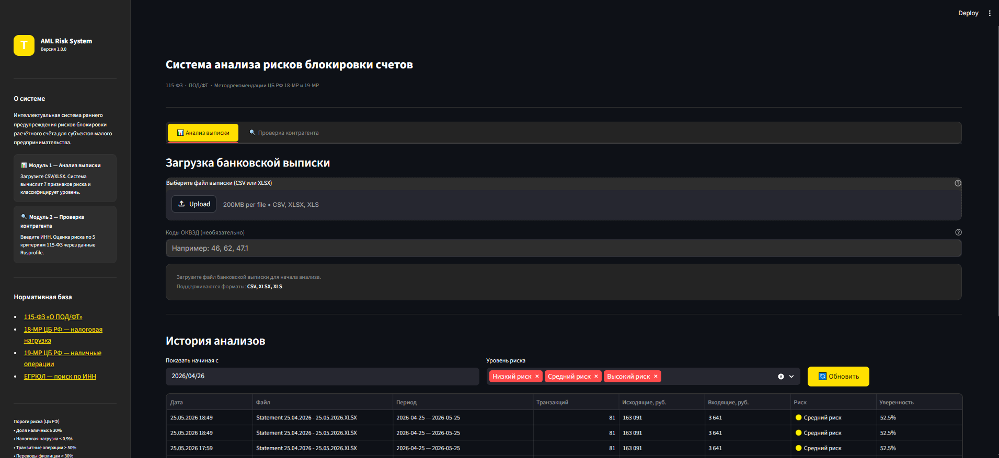 Deploy
T
AML Risk System
Версия 1.0.0
О системе
Интеллектуальная система раннего
предупреждения рисков блокировки
расчётного счёта для субъектов малого
предпринимательства.
Модуль 1 — Анализ выписки
Загрузите CSV/XLSX. Система
вычислит 7 признаков риска и
классифицирует уровень.
Модуль 2 — Проверка
контрагента
Введите ИНН. Оценка риска по 5
критериям 115-ФЗ через данные
Rusprofile.
Нормативная база
• 115-ФЗ «О ПОД/ФТ»
• 18-МР ЦБ РФ — налоговая
нагрузка
• 19-МР ЦБ РФ — наличные
операции
• ЕГРЮЛ — поиск по ИНН
Пороги риска (ЦБ РФ)
• Доля наличных ≥ 30%
• Налоговая нагрузка < 0.9%
• Транзитные операции > 50%
• Переводы физлицам > 30%
Система анализа рисков блокировки счетов
115-ФЗ · ПОД/ФТ · Методрекомендации ЦБ РФ 18-МР и 19-МР
Анализ выписки Проверка контрагента
Загрузка банковской выписки
Выберите файл выписки (CSV или XLSX)
Upload 200MB per file • CSV, XLSX, XLS
Коды ОКВЭД (необязательно)
Например: 46, 62, 47.1
Загрузите файл банковской выписки для начала анализа.
Поддерживаются форматы: CSV, XLSX, XLS.
История анализов
Показать начиная с Уровень риска
2026/04/26 Низкий риск × Средний риск × Высокий риск × Обновить
Дата Файл Период Транзакций Исходящие, руб. Входящие, руб. Риск Уверенность
25.05.2026 18:49 Statement 25.04.2026 - 25.05.2026.XLSX 2026-04-25 — 2026-05-25 81 163 091 3 641 Средний риск 52.5%
25.05.2026 18:49 Statement 25.04.2026 - 25.05.2026.XLSX 2026-04-25 — 2026-05-25 81 163 091 3 641 Средний риск 52.5%
25.05.2026 17:59 Statement 25.04.2026 - 25.05.2026.XLSX 2026-04-25 — 2026-05-25 81 163 091 3 641 Средний риск 52.5%